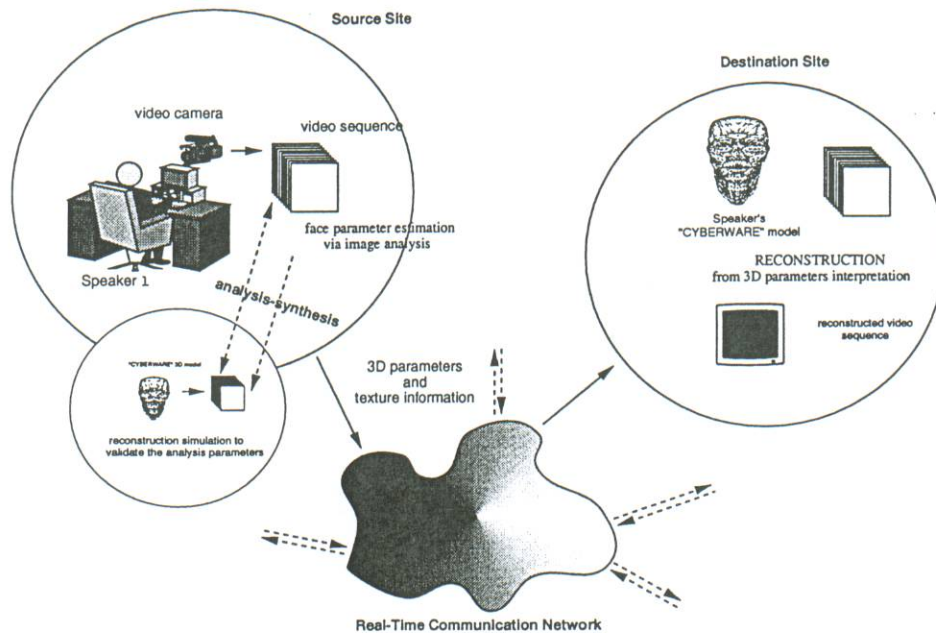 Source Site
Destination Site
video camera
video sequence
face parameter estimation
via image analysis
Speaker 1
analysis-synthesis
"CYBERWARE" 3D model
reconstruction simulation to
validate the analysis parameters
3D parameters
and
texture information
Speaker's
"CYBERWARE" model
RECONSTRUCTION
from 3D parameters interpretation
reconstructed video
sequence
Real-Time Communication Network